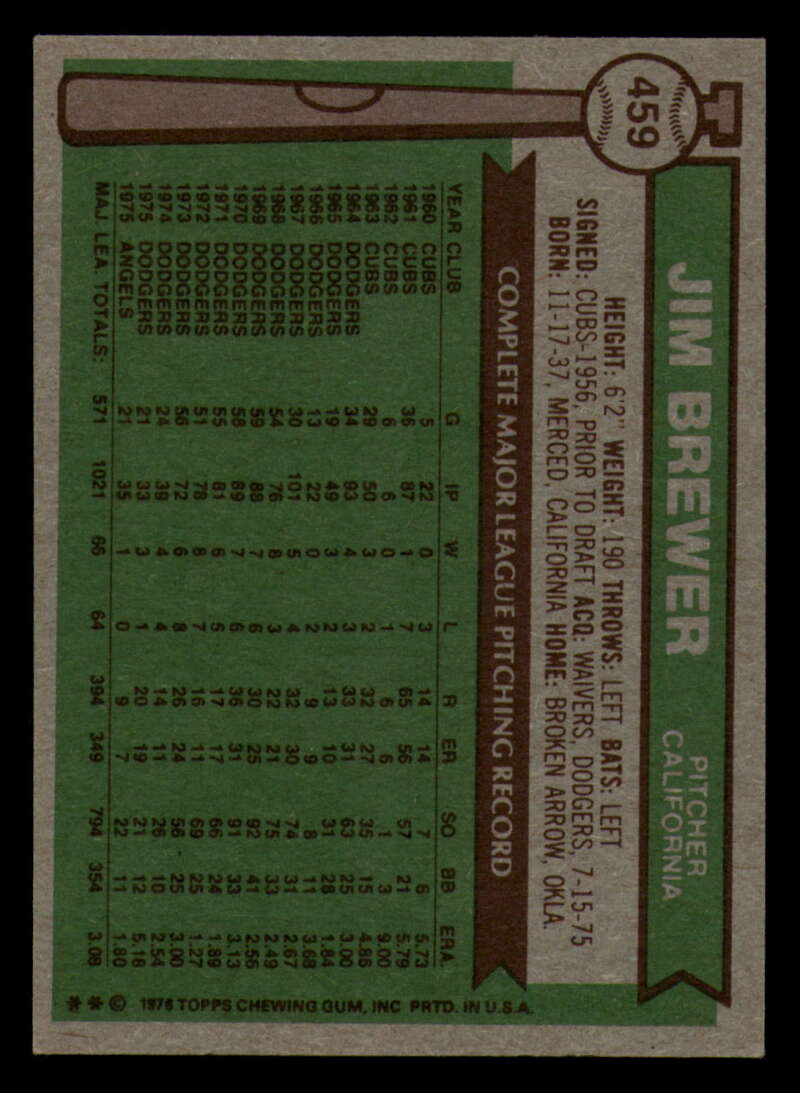 459
JIM BREWER
PITCHER
CALIFORNIA
HEIGHT: 6'2" WEIGHT: 190 THROWS: LEFT BATS: LEFT
SIGNED: CUBS-1956, PRIOR TO DRAFT ACQ: WAIVERS, DODGERS, 7-15-75
BORN: 11-17-37, MERCED, CALIFORNIA HOME: BROKEN ARROW, OKLA.
COMPLETE MAJOR LEAGUE PITCHING RECORD
YEAR CLUB G IP W L R ER SO BB ERA.
1960 CUBS 5 22 0 3 14 14 7 6 5.73
1961 CUBS 36 87 1 7 65 56 57 21 5.79
1962 CUBS 6 6 0 1 6 6 1 3 9.00
1963 CUBS 29 50 3 2 32 27 35 15 4.86
1964 DODGERS 34 93 4 3 33 31 63 25 3.00
1965 DODGERS 19 49 3 2 13 10 31 28 1.84
1966 DODGERS 13 22 0 2 9 9 8 11 3.68
1967 DODGERS 30 101 5 4 32 30 74 31 2.67
1968 DODGERS 54 76 8 3 22 21 75 33 2.49
1969 DODGERS 59 88 7 6 30 25 92 41 2.56
1970 DODGERS 58 89 7 6 36 31 91 33 3.13
1971 DODGERS 55 81 6 5 17 17 66 24 1.89
1972 DODGERS 51 78 8 7 16 11 69 25 1.27
1973 DODGERS 56 72 6 8 26 24 56 25 3.00
1974 DODGERS 24 39 4 4 14 11 26 10 2.54
1975 DODGERS 21 33 3 1 20 19 21 12 5.18
1975 ANGELS 21 35 1 0 9 7 22 11 1.80
MAJ. LEA. TOTALS: 571 1021 66 64 394 349 794 354 3.08
* * © 1976 TOPPS CHEWING GUM, INC PRTD. IN U.S.A.